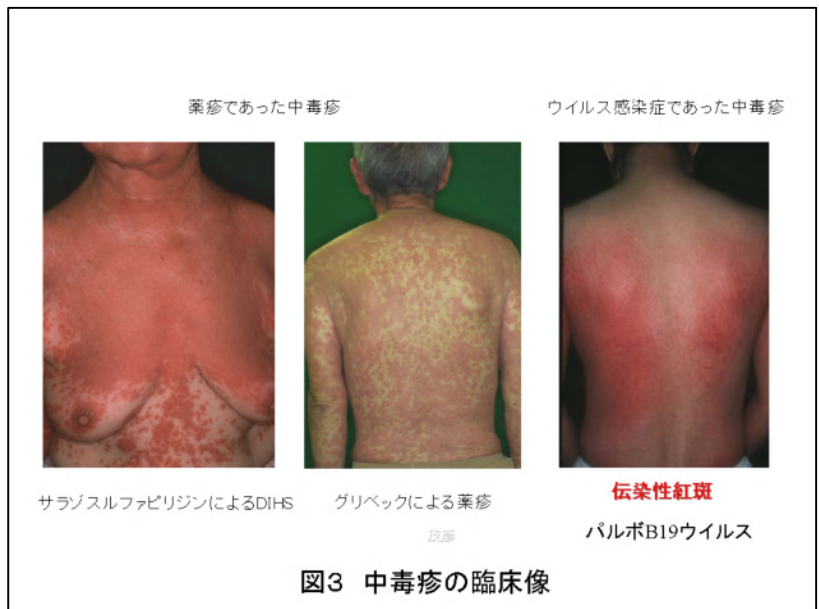 薬疹であった中毒疹
ウイルス感染症であった中毒疹
サラゾスルファピリジンによるDIHS
グリベックによる薬疹
伝染性紅斑
パルボB19ウイルス
図3 中毒疹の臨床像